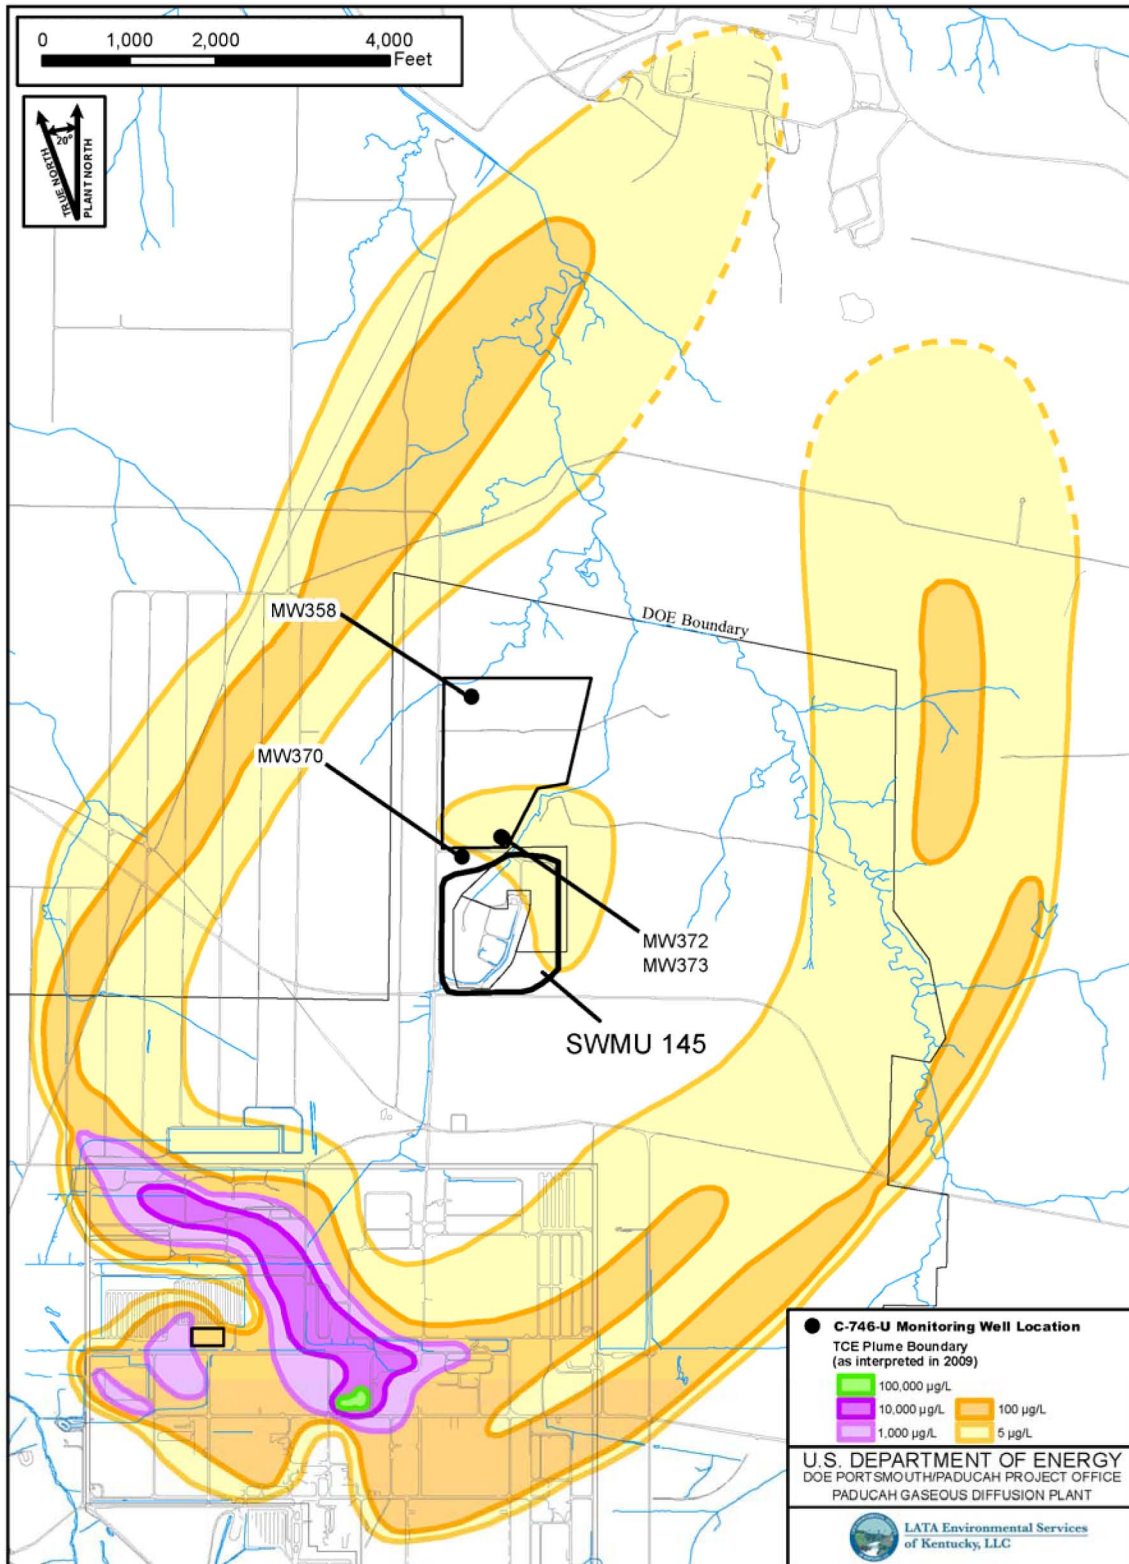 0 1,000 2,000 4,000
Feet
20°
TRUE NORTH
PLANT NORTH
MW358
DOE Boundary
MW370
MW372
MW373
SWMU 145
C-746-U Monitoring Well Location
TCE Plume Boundary
(as interpreted in 2009)
100,000 µg/L
10,000 µg/L 100 µg/L
1,000 µg/L 5 µg/L
U.S. DEPARTMENT OF ENERGY
DOE PORTSMOUTH/PADUCAH PROJECT OFFICE
PADUCAH GASEOUS DIFFUSION PLANT
LATA Environmental Services
of Kentucky, LLC